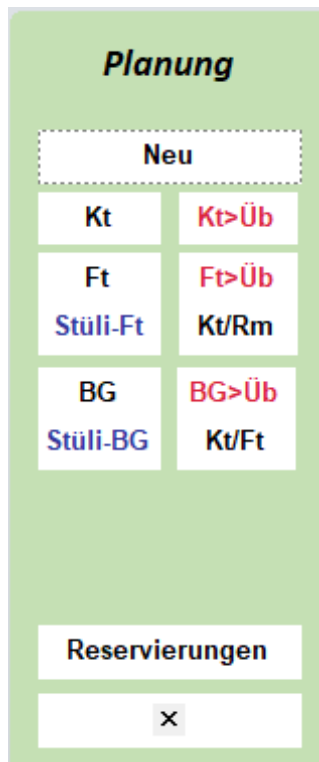 Planung
Neu
Kt Kt>Üb
Ft Ft>Üb
Stüli-Ft Kt/Rm
BG BG>Üb
Stüli-BG Kt/Ft
Reservierungen
×